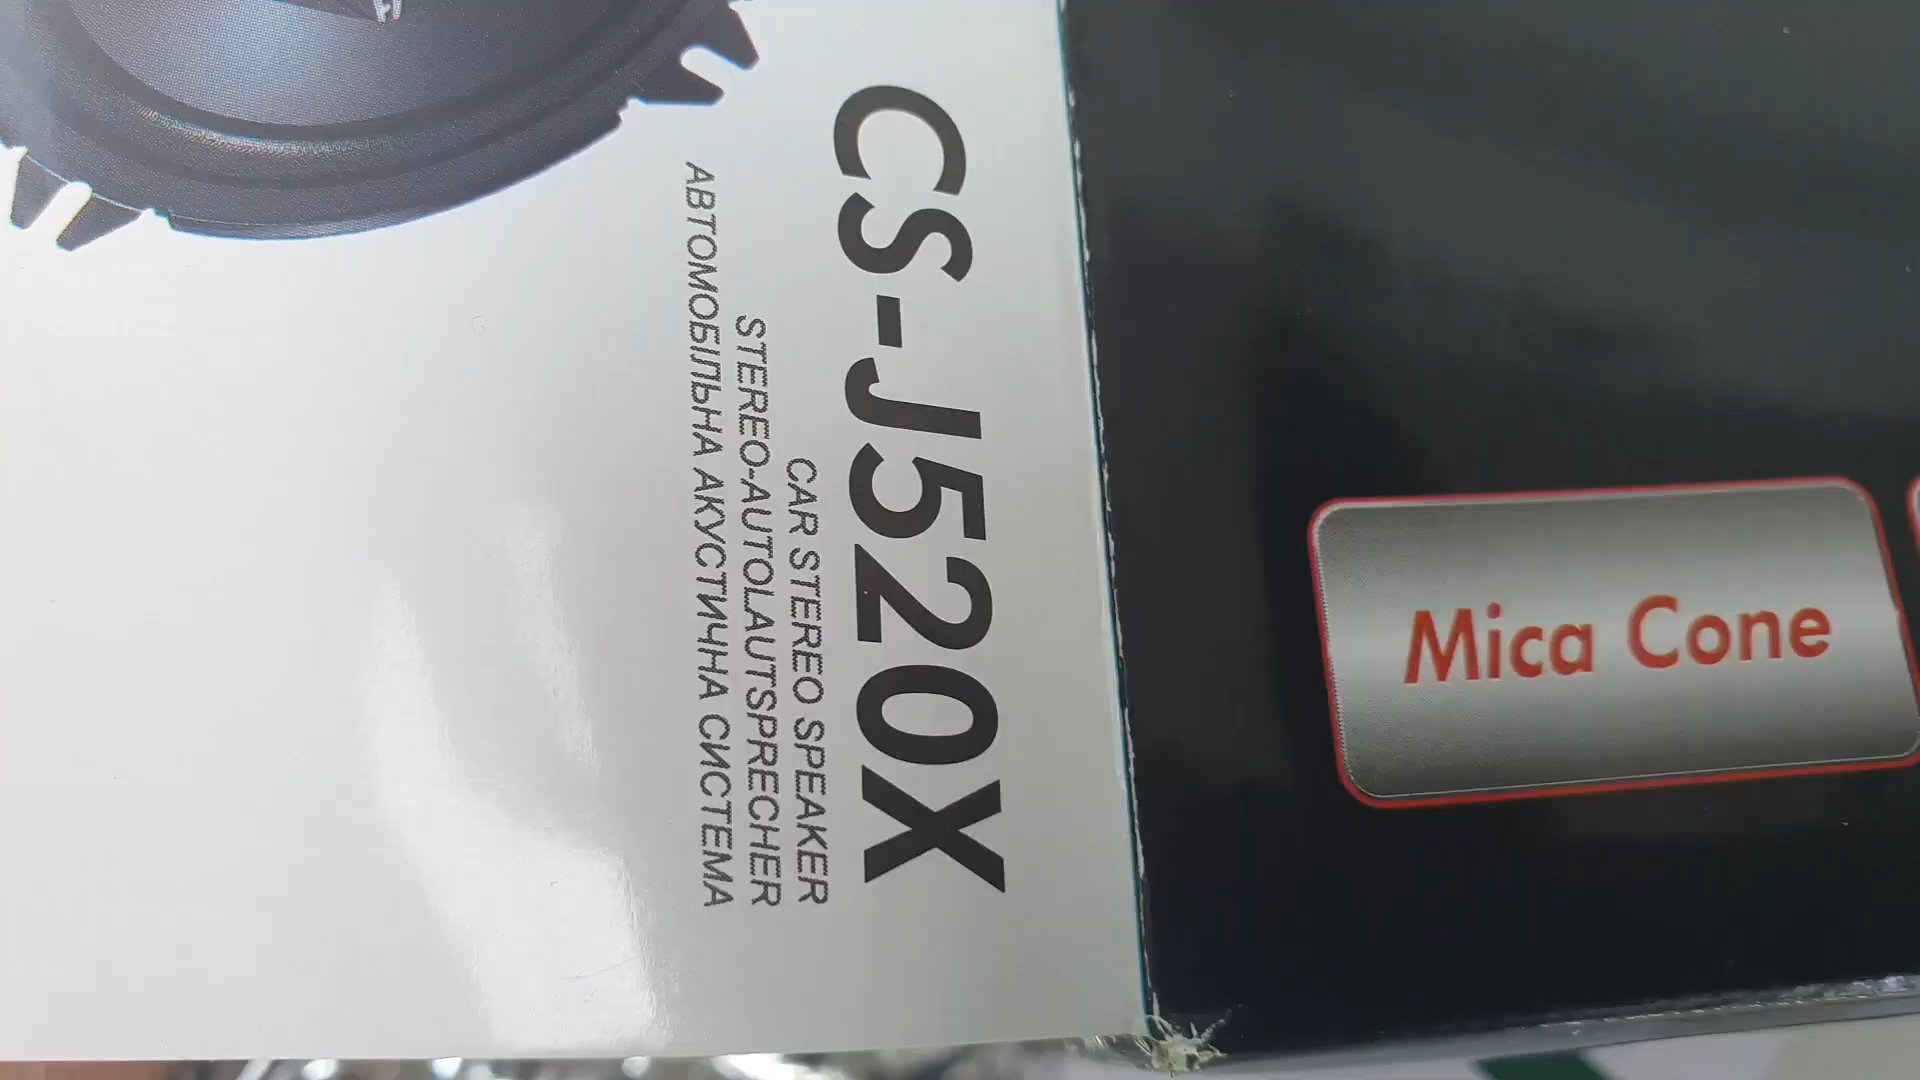 CS-J520X
CAR STEREO SPEAKER
STEREO-AUTOLAUTSPRECHER
АВТОМОБІЛЬНА АКУСТИЧНА СИСТЕМА
Mica Cone